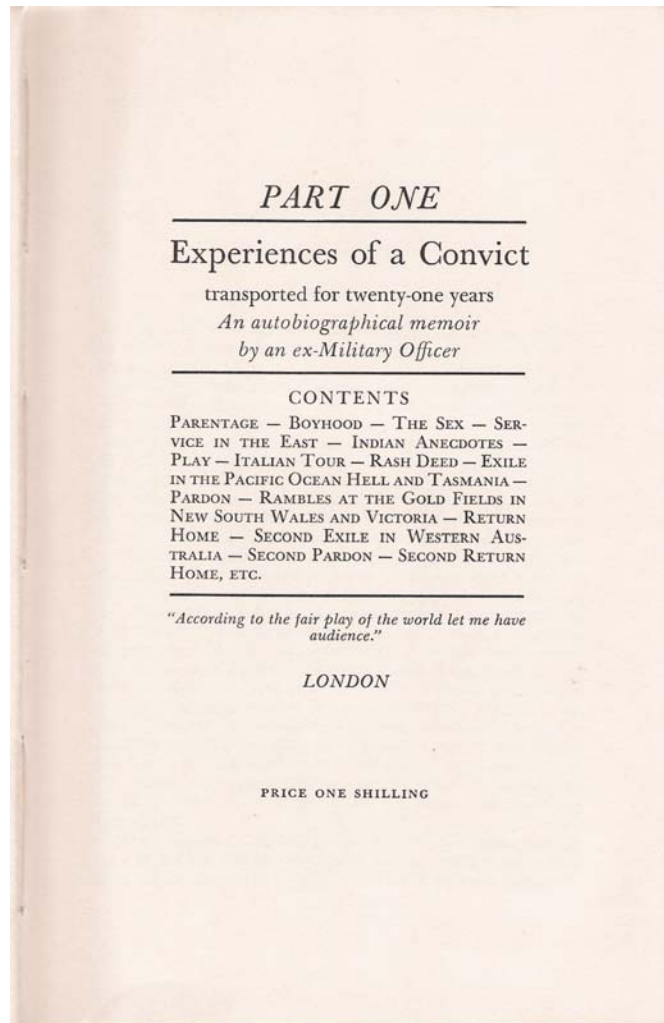 PART ONE
Experiences of a Convict
transported for twenty-one years
An autobiographical memoir
by an ex-Military Officer
CONTENTS
PARENTAGE — BOYHOOD — THE SEX — SER-
VICE IN THE EAST — INDIAN ANECDOTES —
PLAY — ITALIAN TOUR — RASH DEED — EXILE
IN THE PACIFIC OCEAN HELL AND TASMANIA —
PARDON — RAMBLES AT THE GOLD FIELDS IN
NEW SOUTH WALES AND VICTORIA — RETURN
HOME — SECOND EXILE IN WESTERN AUS-
TRALIA — SECOND PARDON — SECOND RETURN
HOME, ETC.
"According to the fair play of the world let me have
audience."
LONDON
PRICE ONE SHILLING